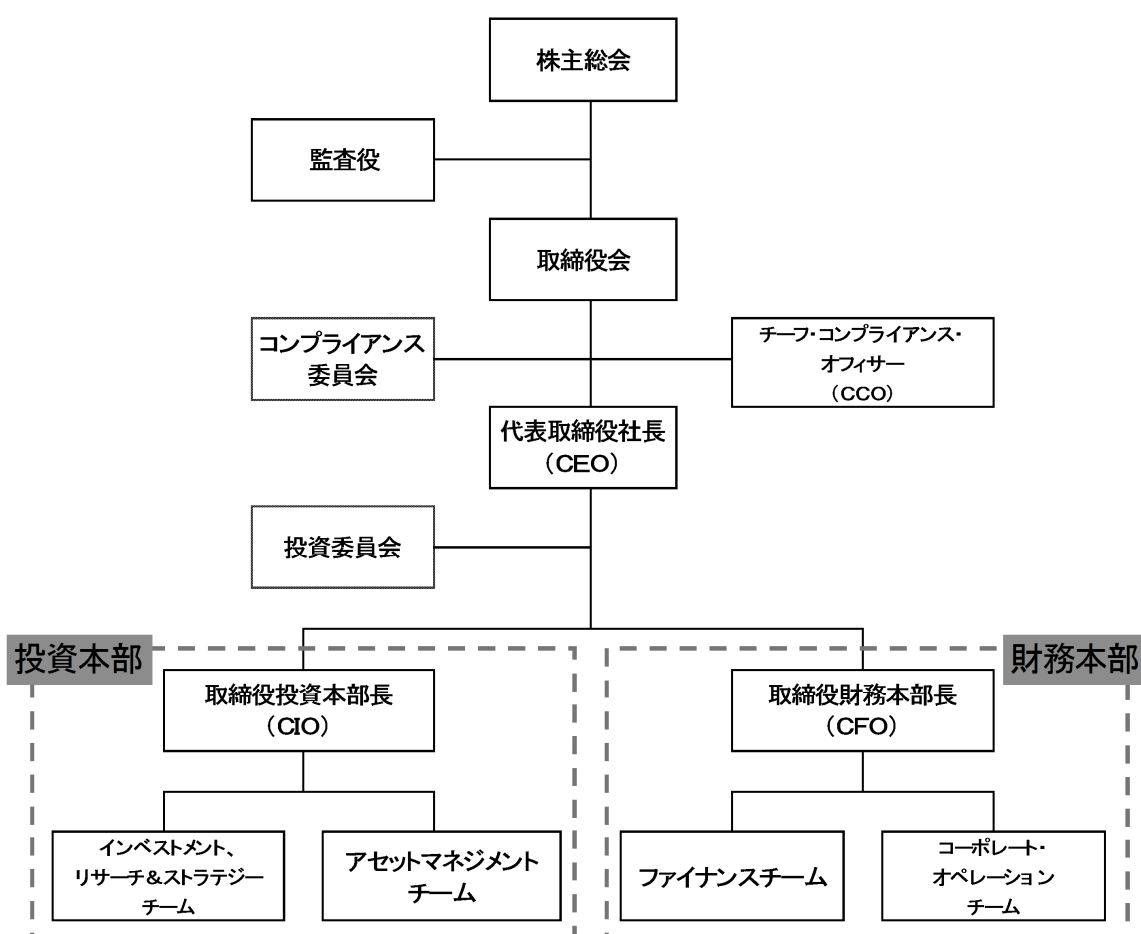 株主総会
監査役
取締役会
コンプライアンス
委員会
チーフ・コンプライアンス・
オフィサー
（CCO）
代表取締役社長
（CEO）
投資委員会
投資本部
財務本部
取締役投資本部長
（CIO）
取締役財務本部長
（CFO）
インベストメント、
リサーチ＆ストラテジー
チーム
アセットマネジメント
チーム
ファイナンスチーム
コーポレート・
オペレーション
チーム